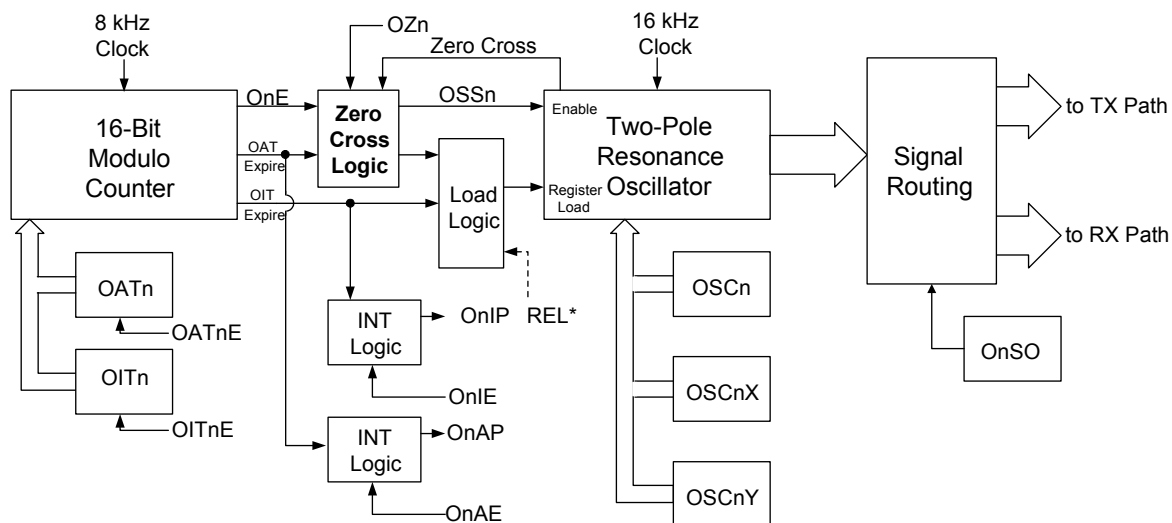 8 kHz
Clock
OZn
Zero Cross
16 kHz
Clock
16-Bit
Modulo
Counter
OnE
OAT
Expire
OIT
Expire
Zero
Cross
Logic
OSSn
Load
Logic
Enable
Two-Pole
Resonance
Oscillator
Register
Load
Signal
Routing
to TX Path
to RX Path
OATn
OATnE
OITn
OITnE
INT
Logic
OnIP
REL*
OnIE
INT
Logic
OnAP
OnAE
OSCn
OSCnX
OSCnY
OnSO